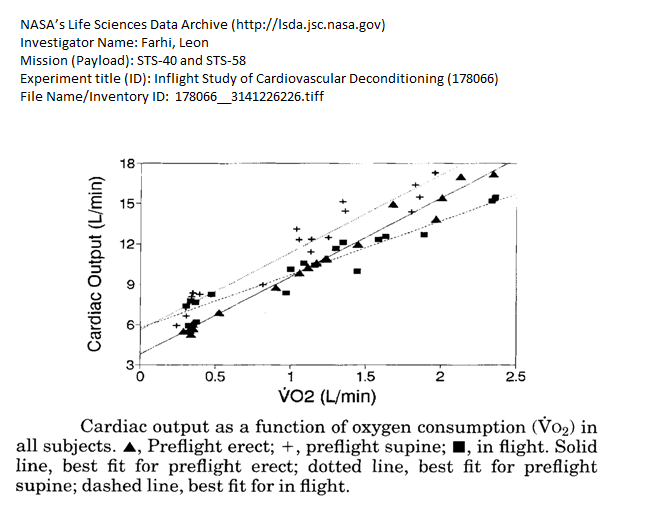 NASA's Life Sciences Data Archive (http://lsda.jsc.nasa.gov)
Investigator Name: Farhi, Leon
Mission (Payload): STS-40 and STS-58
Experiment title (ID): Inflight Study of Cardiovascular Deconditioning (178066)
File Name/Inventory ID:  178066__3141226226.tiff
18
15
12
9
6
3
Cardiac Output (L/min)
0 0.5 1 1.5 2 2.5
V̇O2 (L/min)
Cardiac output as a function of oxygen consumption (V̇O₂) in
all subjects. ▲, Preflight erect; +, preflight supine; ■, in flight. Solid
line, best fit for preflight erect; dotted line, best fit for preflight
supine; dashed line, best fit for in flight.